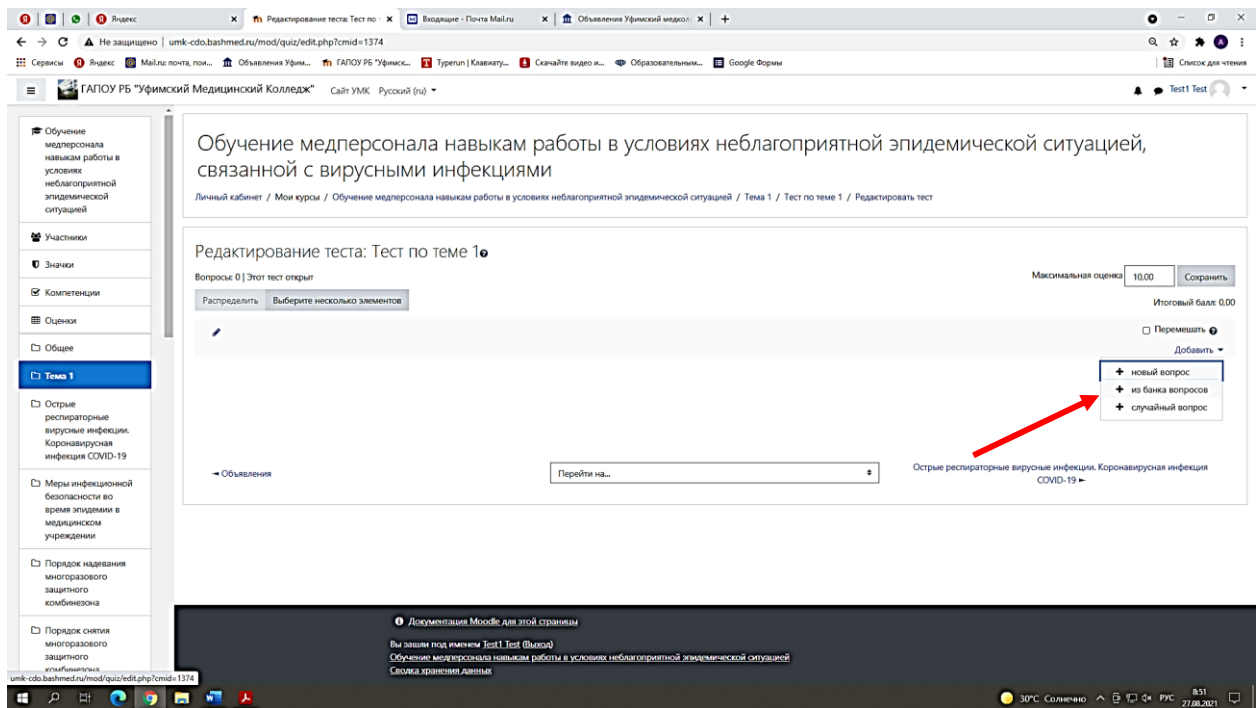 Яндекс
Редактирование теста: Тест по
Входящие - Почта Mail.ru
Объявления Уфимский медкол
Не защищено | umk-cdo.bashmed.ru/mod/quiz/edit.php?cmid=1374
Сервисы
Яндекс
Mail.ru: почта, пои...
Объявления Уфим...
ГАПОУ РБ "Уфимск...
Typerun | Клавиату...
Скачайте видео и...
Образовательным...
Google Формы
Список для чтения
ГАПОУ РБ "Уфимский Медицинский Колледж"
Сайт УМК
Русский (ru)
Test1 Test
Обучение
медперсонала
навыкам работы в
условиях
неблагоприятной
эпидемической
ситуацией
Участники
Значки
Компетенции
Оценки
Общее
Тема 1
Острые
респираторные
вирусные инфекции.
Коронавирусная
инфекция COVID-19
Меры инфекционной
безопасности во
время эпидемии в
медицинском
учреждении
Порядок надевания
многоразового
защитного
комбинезона
Порядок снятия
многоразового
защитного
комбинезона
Обучение медперсонала навыкам работы в условиях неблагоприятной эпидемической ситуацией,
связанной с вирусными инфекциями
Личный кабинет / Мои курсы / Обучение медперсонала навыкам работы в условиях неблагоприятной эпидемической ситуацией / Тема 1 / Тест по теме 1 / Редактировать тест
Редактирование теста: Тест по теме 1
Вопросы: 0 | Этот тест открыт
Максимальная оценка 10,00 Сохранить
Распределить Выберите несколько элементов
Итоговый балл: 0,00
Перемешать
Добавить
новый вопрос
из банка вопросов
случайный вопрос
◄ Объявления
Перейти на...
Острые респираторные вирусные инфекции. Коронавирусная инфекция
COVID-19 ►
Документация Moodle для этой страницы
Вы зашли под именем Test1 Test (Выход)
Обучение медперсонала навыкам работы в условиях неблагоприятной эпидемической ситуацией
Сводка хранения данных
umk-cdo.bashmed.ru/mod/quiz/edit.php?cmid=1374
30°C Солнечно
РУС
8:51
27.08.2021